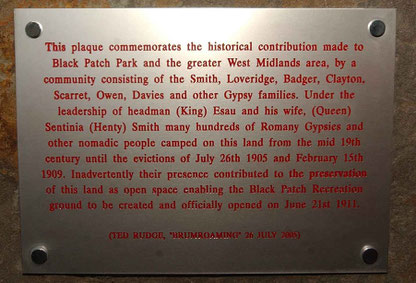 This plaque commemorates the historical contribution made to
Black Patch Park and the greater West Midlands area, by a
community consisting of the Smith, Loveridge, Badger, Clayton,
Scarret, Owen, Davies and other Gypsy families. Under the
leadership of headman (King) Esau and his wife, (Queen)
Sentinia (Henty) Smith many hundreds of Romany Gypsies and
other nomadic people camped on this land from the mid 19th
century until the evictions of July 26th 1905 and February 15th
1909. Inadvertently their presence contributed to the preservation
of this land as open space enabling the Black Patch Recreation
ground to be created and officially opened on June 21st 1911.
(TED RUDGE, "BRUMROAMING" 26 JULY 2005)